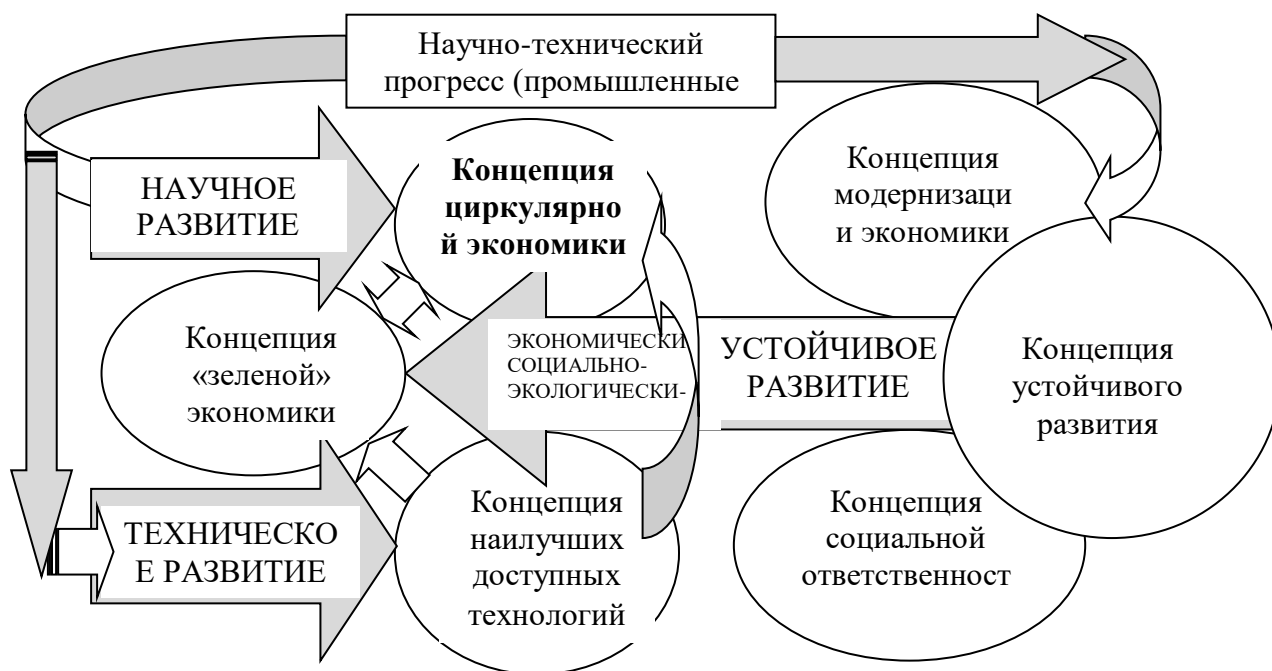 Научно-технический
прогресс (промышленные
НАУЧНОЕ
РАЗВИТИЕ
Концепция
циркулярно
й экономики
Концепция
модернизаци
и экономики
Концепция
«зеленой»
экономики
ЭКОНОМИЧЕСКИ
СОЦИАЛЬНО-
ЭКОЛОГИЧЕСКИ-
УСТОЙЧИВОЕ
РАЗВИТИЕ
Концепция
устойчивого
развития
ТЕХНИЧЕСКО
Е РАЗВИТИЕ
Концепция
наилучших
доступных
технологий
Концепция
социальной
ответственност